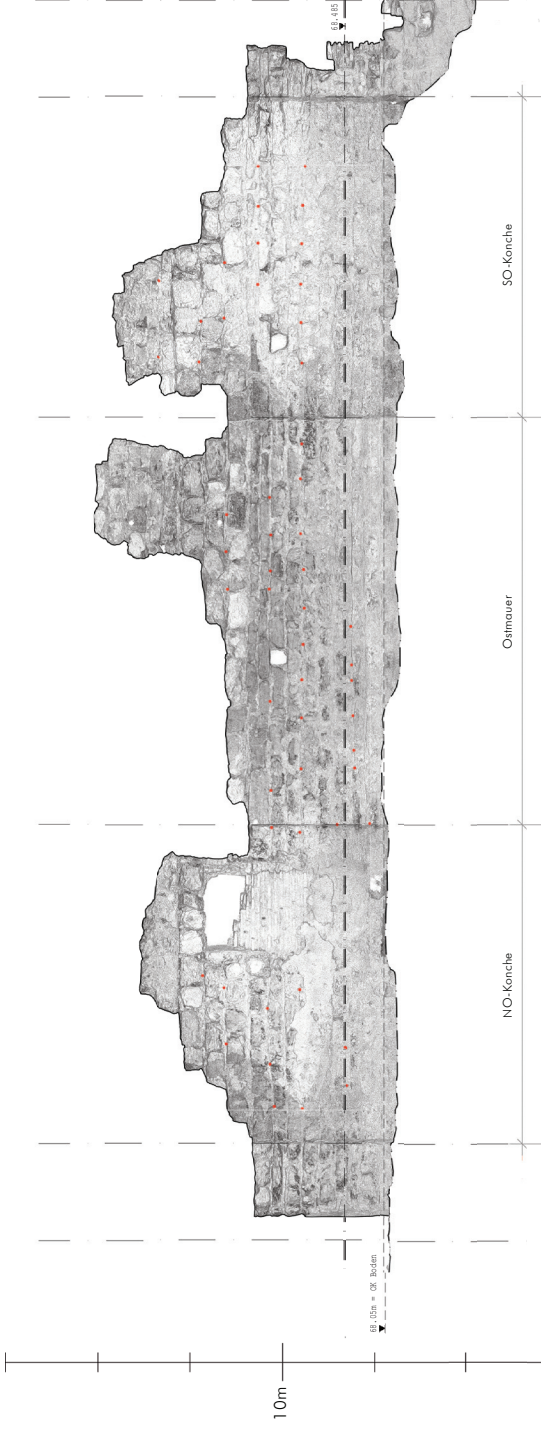 NO-Konche
Ostmauer
SO-Konche
68.05m = OK Boden
68.485
10m